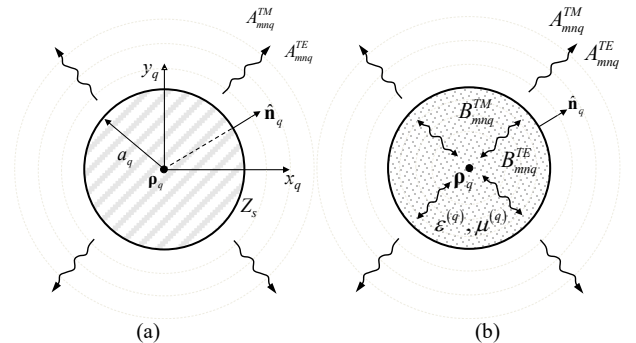 A_{mnq}^{TM}
A_{mnq}^{TE}
y_q
n̂_q
a_q
ρ_q
x_q
Z_s
(a)
A_{mnq}^{TM}
A_{mnq}^{TE}
n̂_q
B_{mnq}^{TM}
B_{mnq}^{TE}
ρ_q
ε^{(q)}, μ^{(q)}
(b)